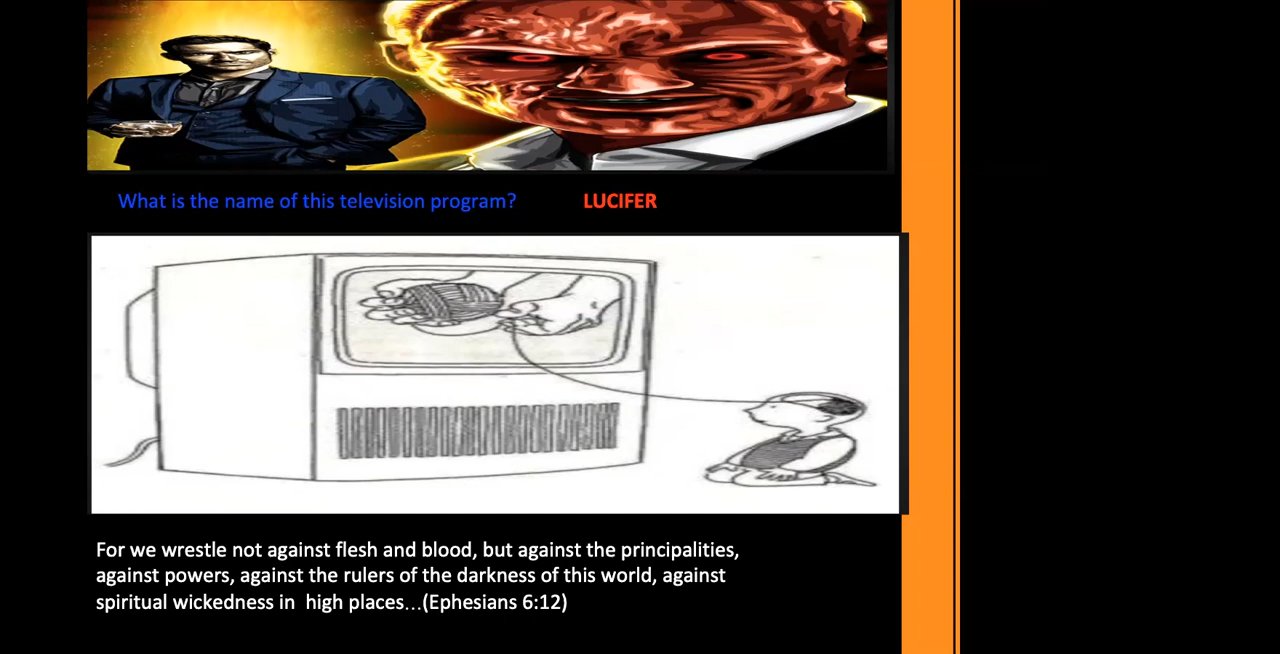 What is the name of this television program? LUCIFER
For we wrestle not against flesh and blood, but against the principalities,
against powers, against the rulers of the darkness of this world, against
spiritual wickedness in  high places...(Ephesians 6:12)